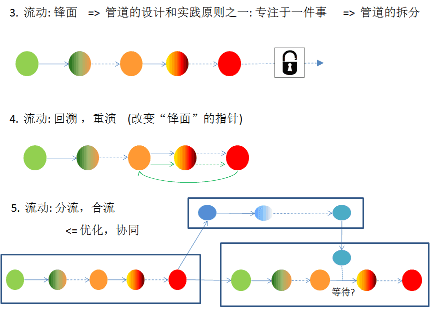 3. 流动: 锋面 => 管道的设计和实践原则之一: 专注于一件事 => 管道的拆分
4. 流动: 回溯 ，重演 (改变“锋面”的指针)
5. 流动: 分流，合流
<= 优化，协同
等待?